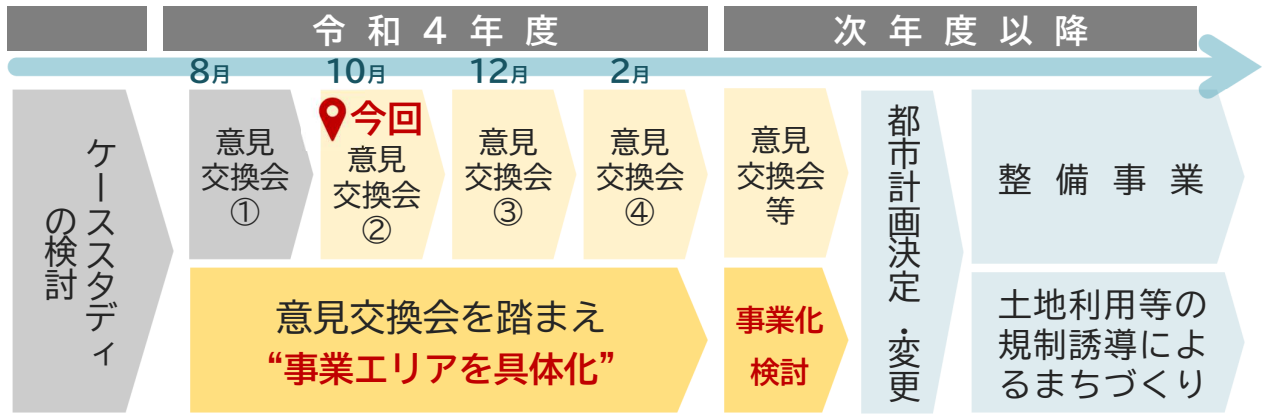 令和４年度
次年度以降
8月
10月
12月
2月
ケーススタディ
の検討
意見
交換会
①
今回
意見
交換会
②
意見
交換会
③
意見
交換会
④
意見
交換会
等
意見交換会を踏まえ
“事業エリアを具体化”
事業化
検討
都市計画決定・変更
整備事業
土地利用等の
規制誘導によ
るまちづくり